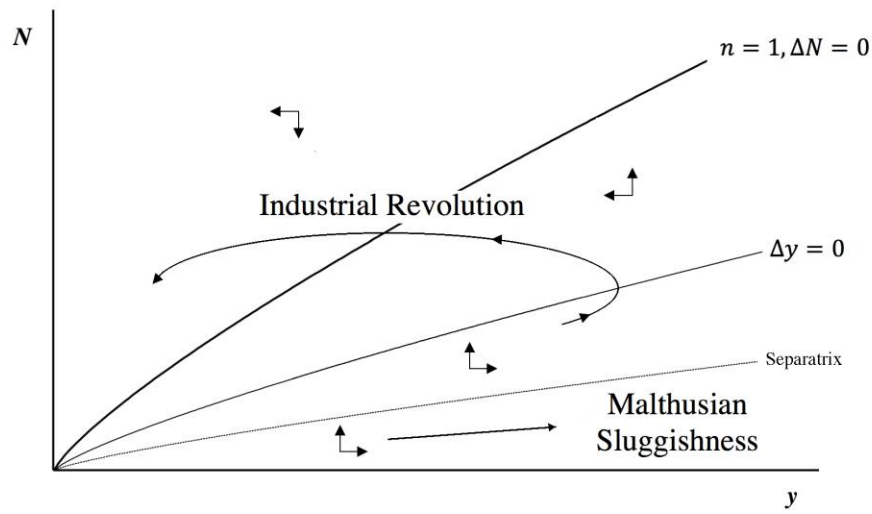 N
n = 1, ΔN = 0
Industrial Revolution
Δy = 0
Separatrix
Malthusian
Sluggishness
y